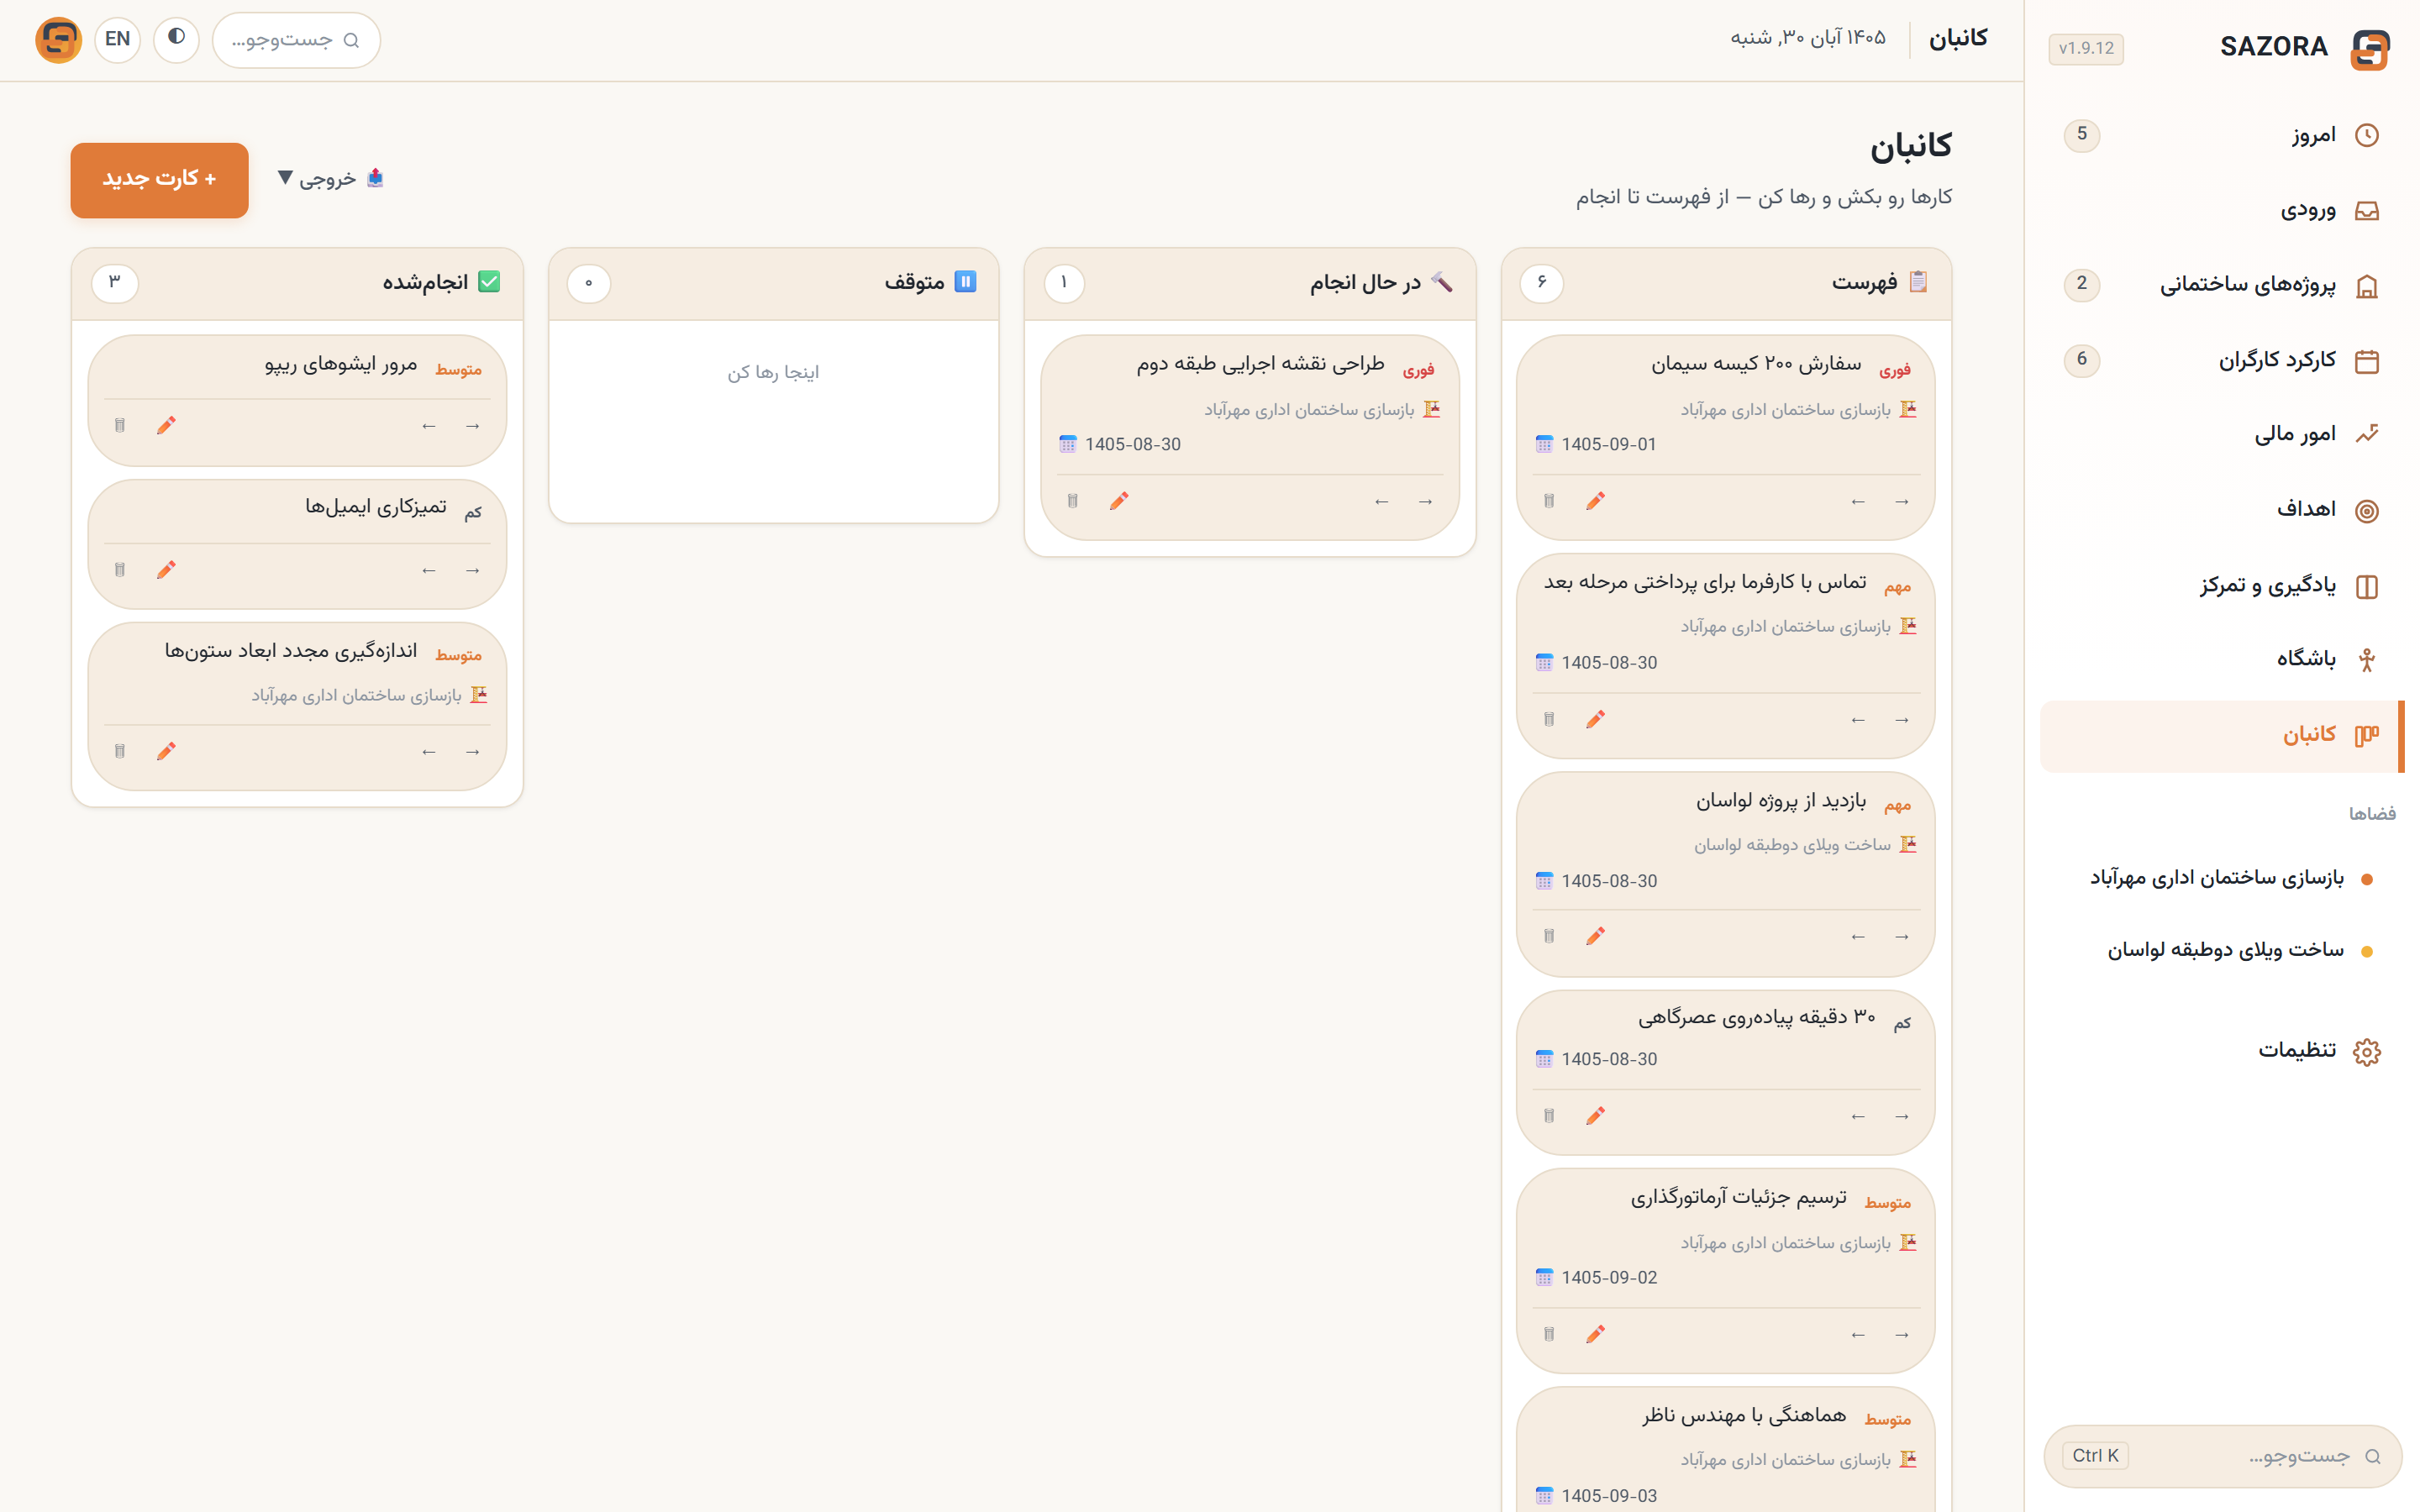 SAZORA
v1.9.12
امروز
5
ورودی
پروژه‌های ساختمانی
2
کارکرد کارگران
6
امور مالی
اهداف
یادگیری و تمرکز
باشگاه
کانبان
فضاها
بازسازی ساختمان اداری مهرآباد
ساخت ویلای دوطبقه لواسان
تنظیمات
جست‌وجو...
Ctrl K
کانبان
۱۴۰۵ آبان ۳۰, شنبه
جست‌وجو...
EN
کانبان
کارها رو بکش و رها کن — از فهرست تا انجام
خروجی ▼
+ کارت جدید
فهرست
۶
فوری
سفارش ۲۰۰ کیسه سیمان
بازسازی ساختمان اداری مهرآباد
1405-09-01
→ ←
مهم
تماس با کارفرما برای پرداختی مرحله بعد
بازسازی ساختمان اداری مهرآباد
1405-08-30
→ ←
مهم
بازدید از پروژه لواسان
ساخت ویلای دوطبقه لواسان
1405-08-30
→ ←
کم
۳۰ دقیقه پیاده‌روی عصرگاهی
1405-08-30
→ ←
متوسط
ترسیم جزئیات آرماتورگذاری
بازسازی ساختمان اداری مهرآباد
1405-09-02
→ ←
متوسط
هماهنگی با مهندس ناظر
بازسازی ساختمان اداری مهرآباد
1405-09-03
در حال انجام
۱
فوری
طراحی نقشه اجرایی طبقه دوم
بازسازی ساختمان اداری مهرآباد
1405-08-30
→ ←
متوقف
۰
اینجا رها کن
انجام‌شده
۳
متوسط
مرور ایشوهای ریپو
→ ←
کم
تمیزکاری ایمیل‌ها
→ ←
متوسط
اندازه‌گیری مجدد ابعاد ستون‌ها
بازسازی ساختمان اداری مهرآباد
→ ←